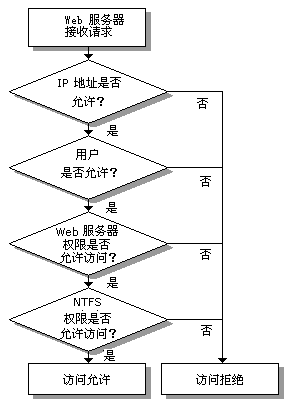 Web 服务器
接收请求
IP 地址是否
允许？
否
是
用户
是否允许？
否
是
Web 服务器
权限是否
允许访问？
否
是
NTFS
权限是否
允许访问？
否
是
访问允许
访问拒绝